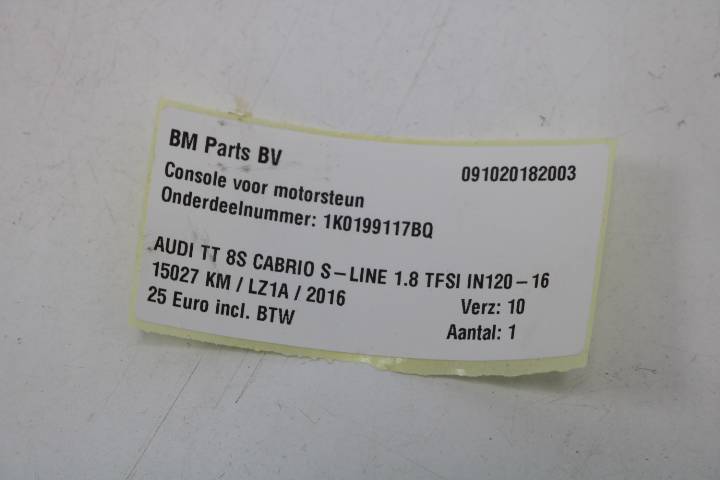 BM Parts BV 091020182003
Console voor motorsteun
Onderdeelnummer: 1K0199117BQ
AUDI TT 8S CABRIO S-LINE 1.8 TFSI IN120-16
15027 KM / LZ1A / 2016 Verz: 10
25 Euro incl. BTW Aantal: 1